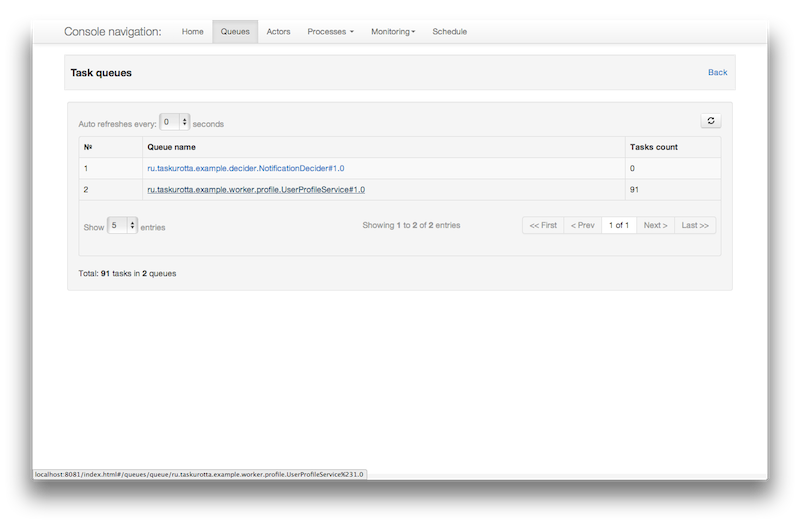 Console navigation: Home Queues Actors Processes Monitoring Schedule
Task queues Back
Auto refreshes every: 0 seconds
№ Queue name Tasks count
1 ru.taskurotta.example.decider.NotificationDecider#1.0 0
2 ru.taskurotta.example.worker.profile.UserProfileService#1.0 91
Show 5 entries Showing 1 to 2 of 2 entries << First < Prev 1 of 1 Next > Last >>
Total: 91 tasks in 2 queues
localhost:8081/index.html#/queues/queue/ru.taskurotta.example.worker.profile.UserProfileService%231.0